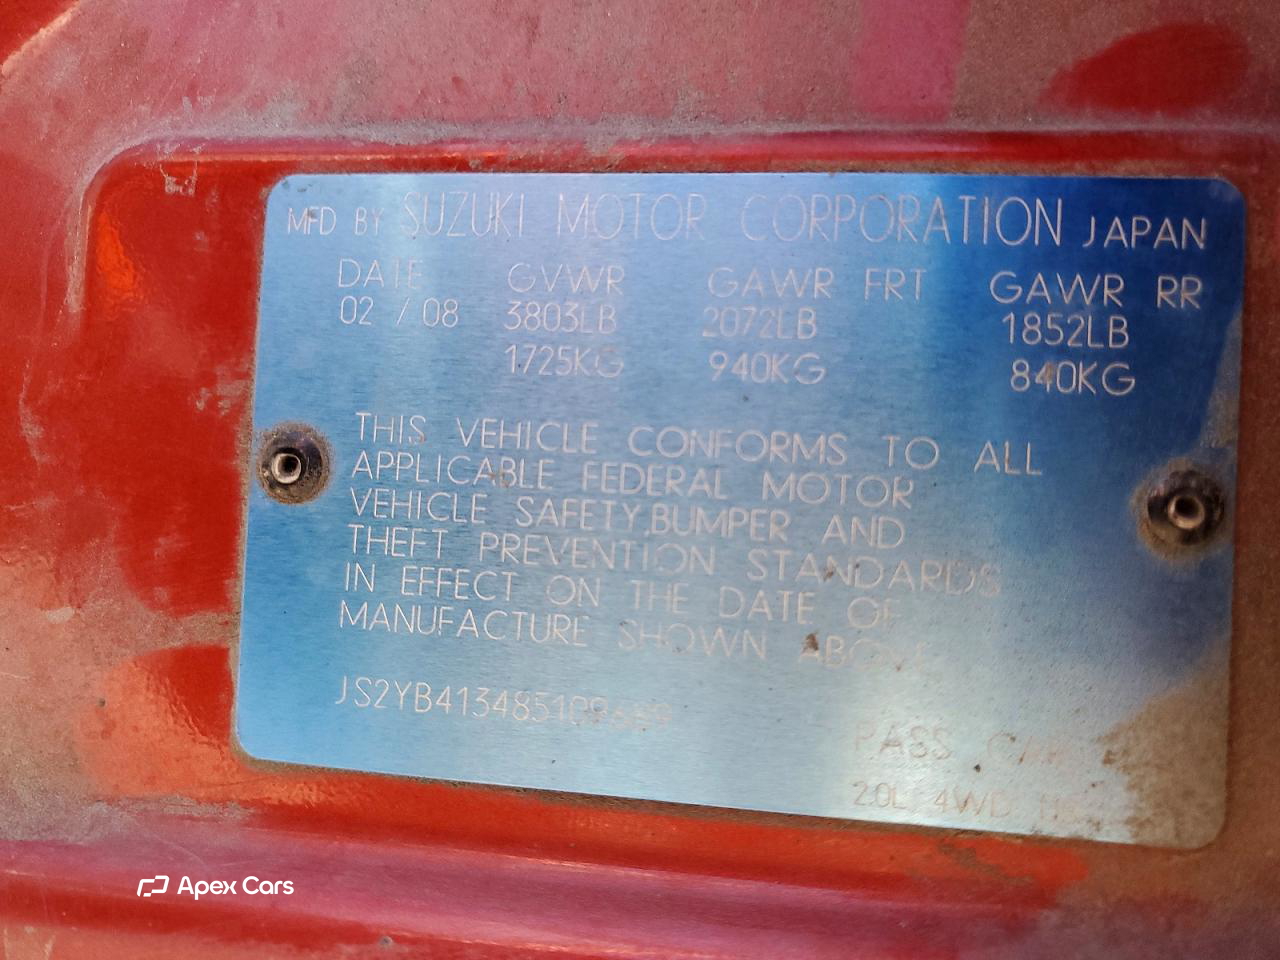 MFD BY SUZUKI MOTOR CORPORATION JAPAN
DATE GVWR GAWR FRT GAWR RR
02 / 08 3803LB 2072LB 1852LB
1725KG 940KG 840KG
THIS VEHICLE CONFORMS TO ALL
APPLICABLE FEDERAL MOTOR
VEHICLE SAFETY,BUMPER AND
THEFT PREVENTION STANDARDS
IN EFFECT ON THE DATE OF
MANUFACTURE SHOWN ABOVE
PASS CAR
2.0L 4WD
Apex Cars